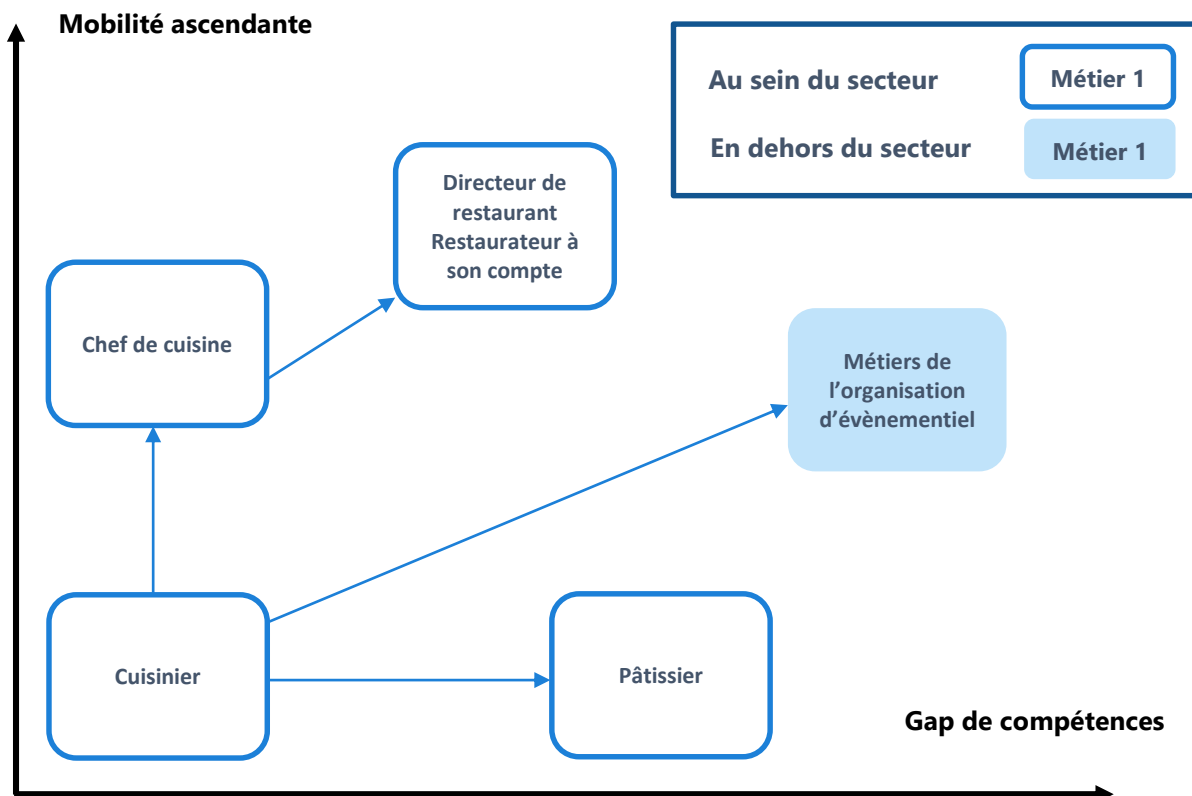 Mobilité ascendante
Au sein du secteur
Métier 1
En dehors du secteur
Métier 1
Directeur de
restaurant
Restaurateur à
son compte
Chef de cuisine
Métiers de
l’organisation
d’évènementiel
Cuisinier
Pâtissier
Gap de compétences